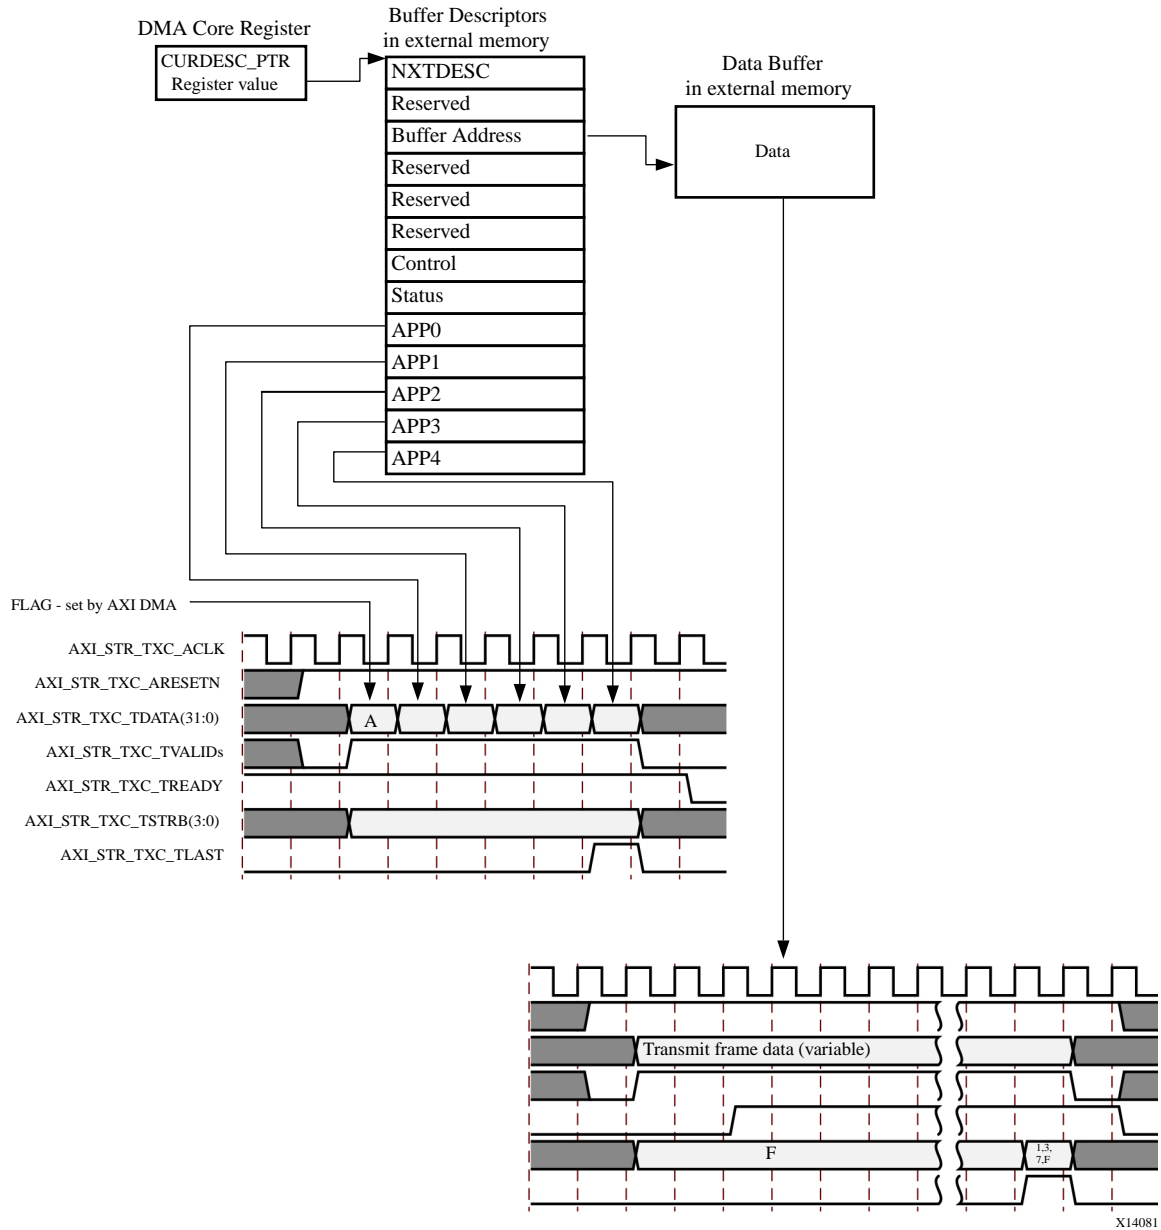 DMA Core Register
CURDESC_PTR
Register value
Buffer Descriptors
in external memory
NXTDESC
Reserved
Buffer Address
Reserved
Reserved
Reserved
Control
Status
APP0
APP1
APP2
APP3
APP4
Data Buffer
in external memory
Data
FLAG - set by AXI DMA
AXI_STR_TXC_ACLK
AXI_STR_TXC_ARESETN
AXI_STR_TXC_TDATA(31:0)
A
AXI_STR_TXC_TVALIDs
AXI_STR_TXC_TREADY
AXI_STR_TXC_TSTRB(3:0)
AXI_STR_TXC_TLAST
Transmit frame data (variable)
F
1,3,
7,F
X14081